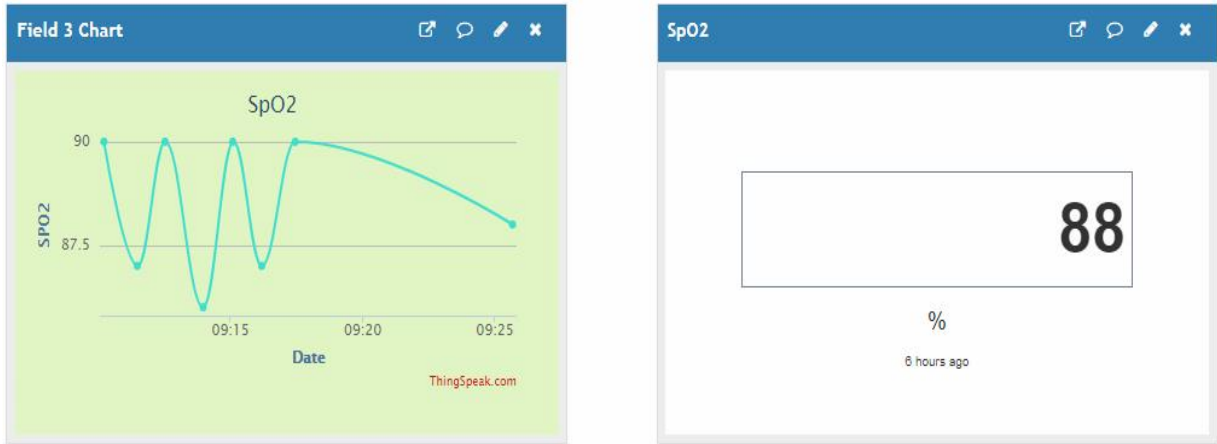 Field 3 Chart
SpO2
90
87.5
SPO2
09:15 09:20 09:25
Date
ThingSpeak.com
SpO2
88
%
6 hours ago